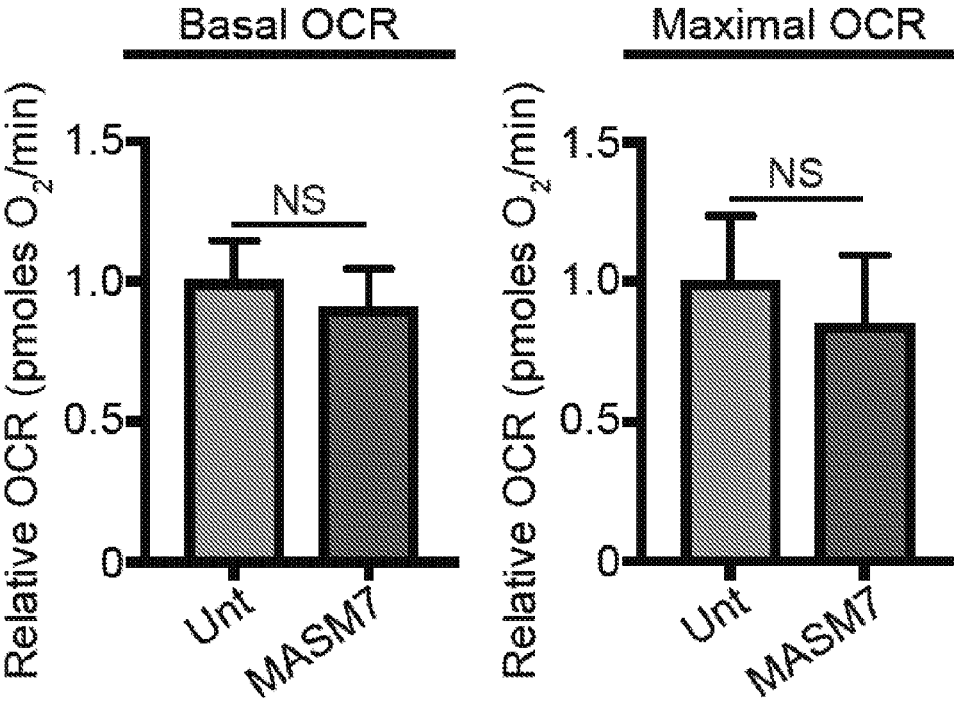 Basal OCR
Relative OCR (pmoles O₂/min)
1.5
1.0
0.5
0
NS
Unt
MASM7
Maximal OCR
Relative OCR (pmoles O₂/min)
1.5
1.0
0.5
0
NS
Unt
MASM7